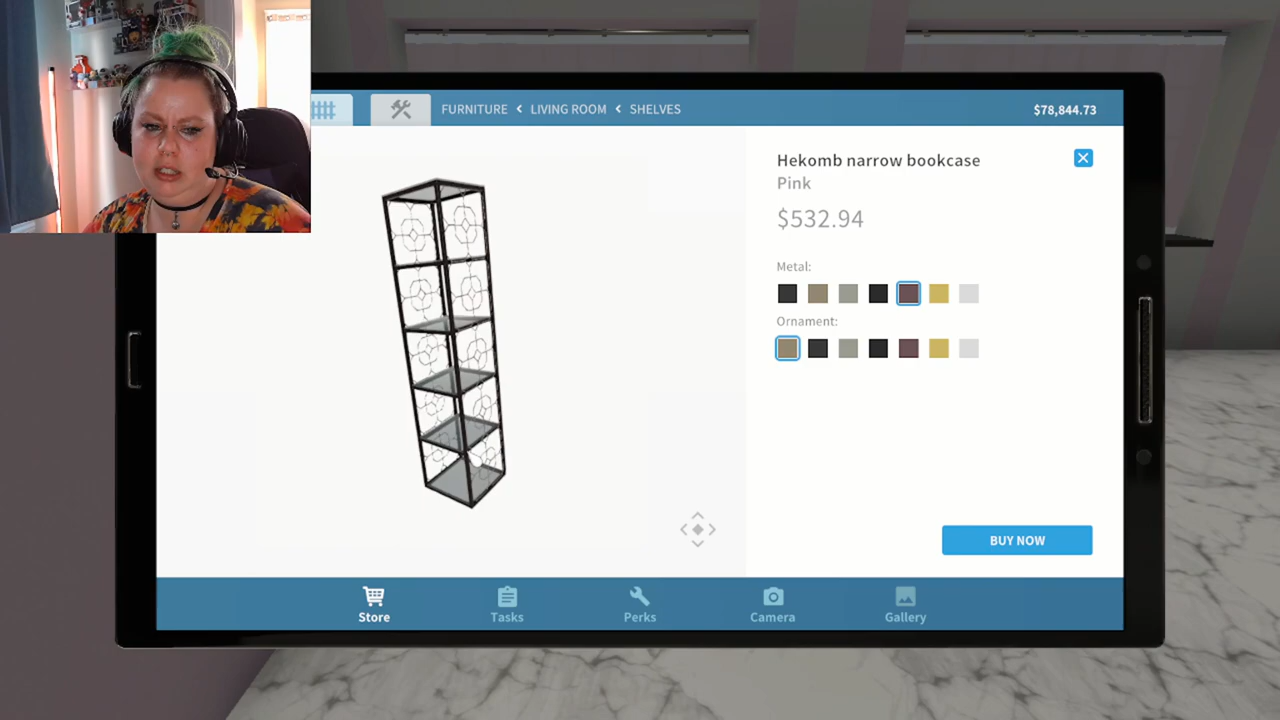 FURNITURE < LIVING ROOM < SHELVES
$78,844.73
Hekomb narrow bookcase
Pink
$532.94
Metal:
Ornament:
BUY NOW
Store
Tasks
Perks
Camera
Gallery